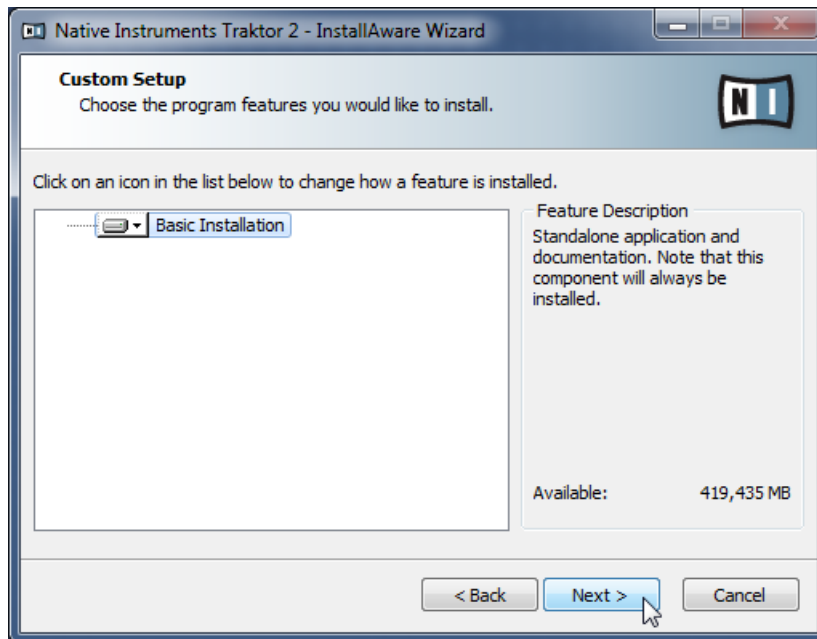 Native Instruments Traktor 2 - InstallAware Wizard
Custom Setup
Choose the program features you would like to install.
N I
Click on an icon in the list below to change how a feature is installed.
Basic Installation
Feature Description
Standalone application and
documentation. Note that this
component will always be
installed.
Available: 419,435 MB
< Back
Next >
Cancel